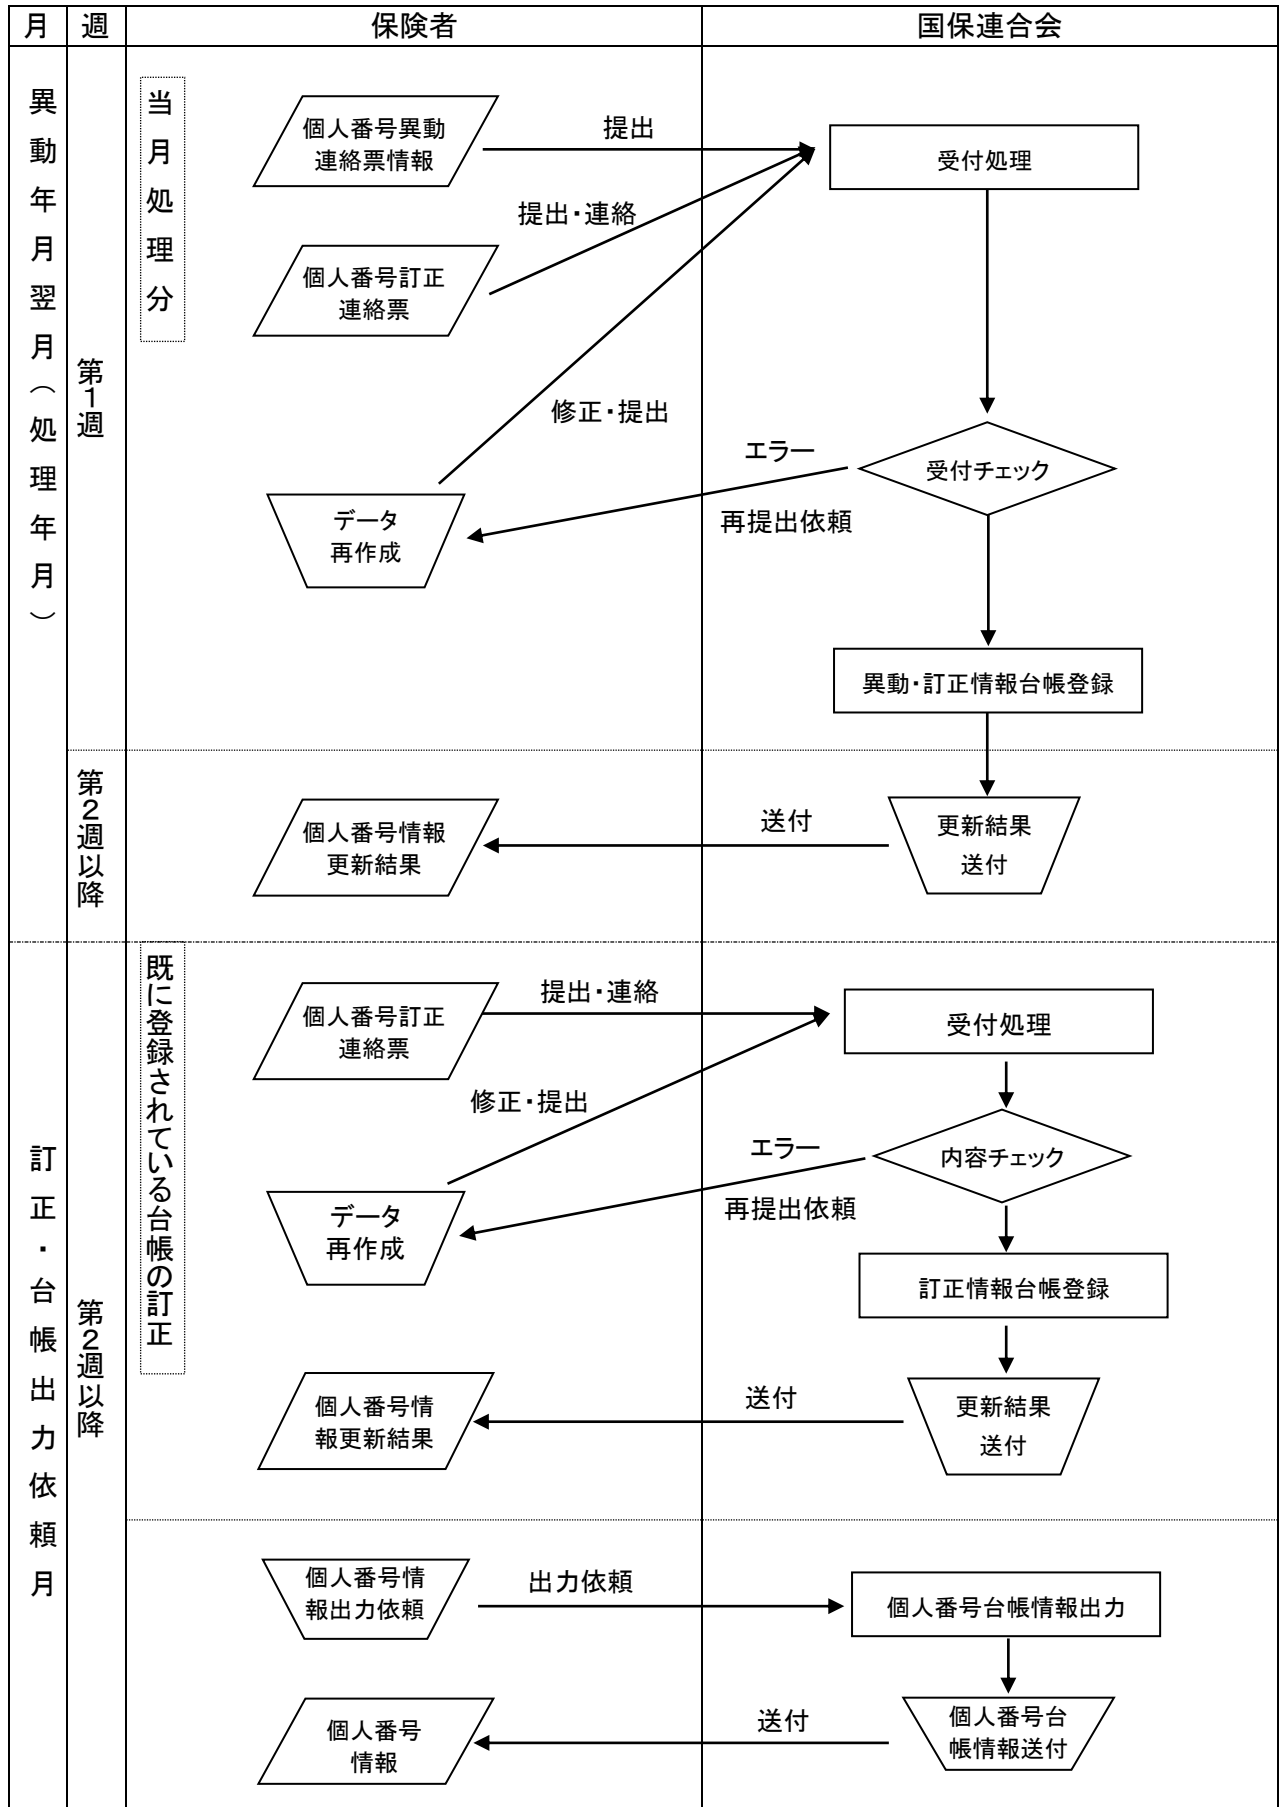 月
週
保険者
国保連合会
異動年月翌月（処理年月）
第1週
当月処理分
個人番号異動
連絡票情報
提出
受付処理
提出・連絡
個人番号訂正
連絡票
修正・提出
エラー
受付チェック
再提出依頼
データ
再作成
異動・訂正情報台帳登録
第2週以降
個人番号情報
更新結果
送付
更新結果
送付
訂正・台帳出力依頼月
第2週以降
既に登録されている台帳の訂正
個人番号訂正
連絡票
提出・連絡
受付処理
修正・提出
エラー
内容チェック
再提出依頼
データ
再作成
訂正情報台帳登録
個人番号情
報更新結果
送付
更新結果
送付
個人番号情
報出力依頼
出力依頼
個人番号台帳情報出力
個人番号
情報
送付
個人番号台
帳情報送付